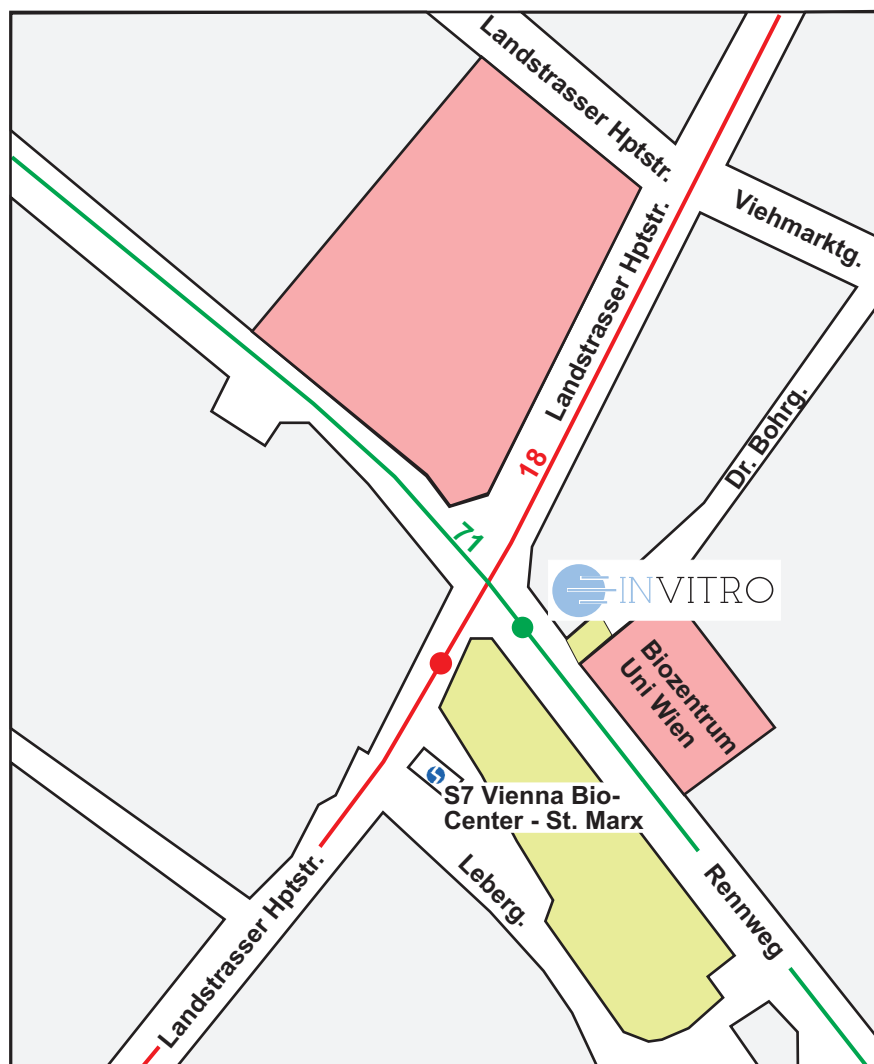 Landstrasser Hptstr.
Viehmarktg.
Landstrasser Hptstr.
Dr. Bohrg.
18
71
INVITRO
Biozentrum
Uni Wien
S7 Vienna Bio-
Center - St. Marx
Leberg.
Rennweg
Landstrasser Hptstr.